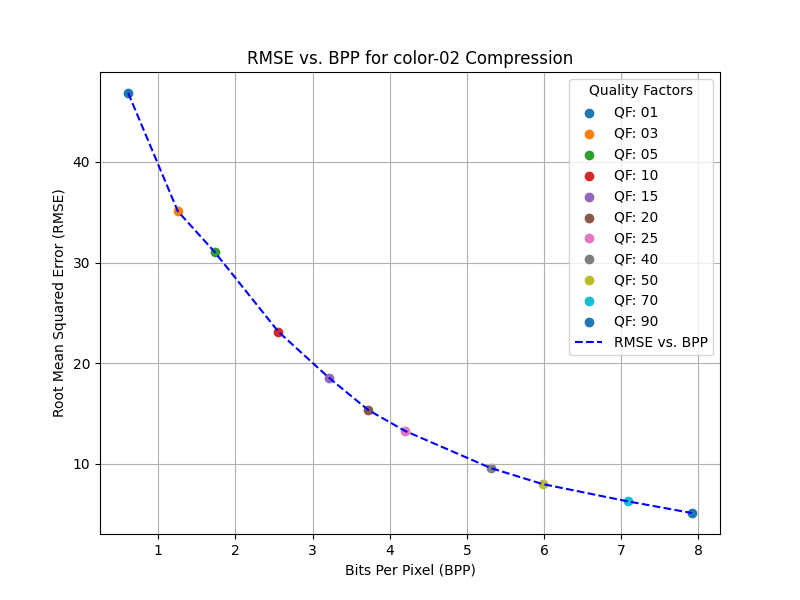 RMSE vs. BPP for color-02 Compression
Quality Factors
QF: 01
QF: 03
QF: 05
QF: 10
QF: 15
QF: 20
QF: 25
QF: 40
QF: 50
QF: 70
QF: 90
RMSE vs. BPP
Root Mean Squared Error (RMSE)
40
30
20
10
1 2 3 4 5 6 7 8
Bits Per Pixel (BPP)